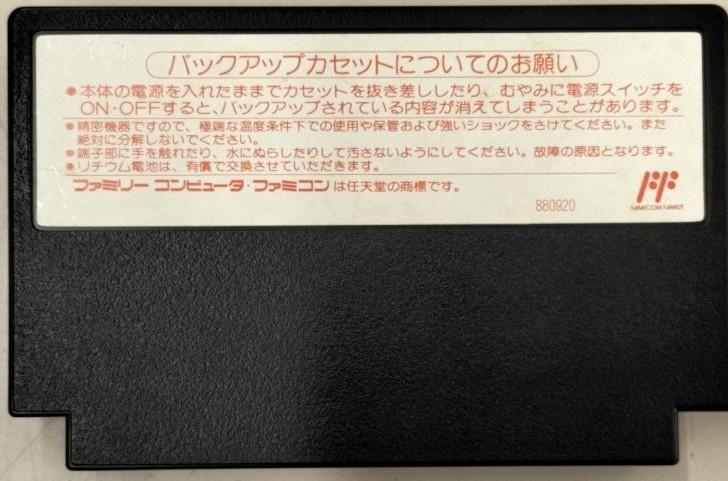 バックアップカセットについてのお願い
●本体の電源を入れたままでカセットを抜き差ししたり、むやみに電源スイッチを
ON・OFFすると、バックアップされている内容が消えてしまうことがあります。
●精密機器ですので、極端な温度条件下での使用や保管および強いショックをさけてください。また
絶対に分解しないでください。
●端子部に手を触れたり、水にぬらしたりして汚さないようにしてください。故障の原因となります。
●リチウム電池は、有償で交換させていただきます。
ファミリーコンピュータ・ファミコンは任天堂の商標です。
880920
FAMICOM FAMILY